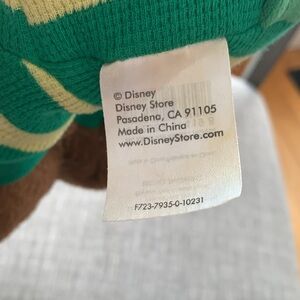 © Disney
Disney Store
Pasadena, CA 91105
Made in China
www.DisneyStore.com
F723-7935-0-10231